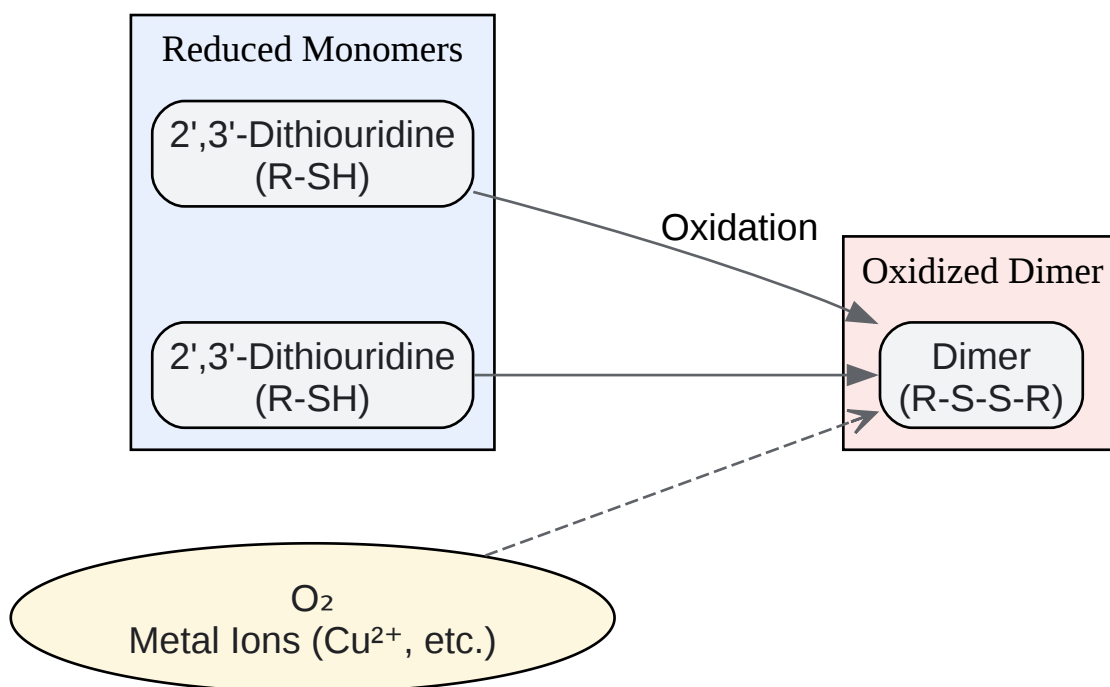 Reduced Monomers
2',3'-Dithiouridine
(R-SH)
Oxidation
Oxidized Dimer
2',3'-Dithiouridine
(R-SH)
Dimer
(R-S-S-R)
O₂
Metal Ions (Cu²⁺, etc.)